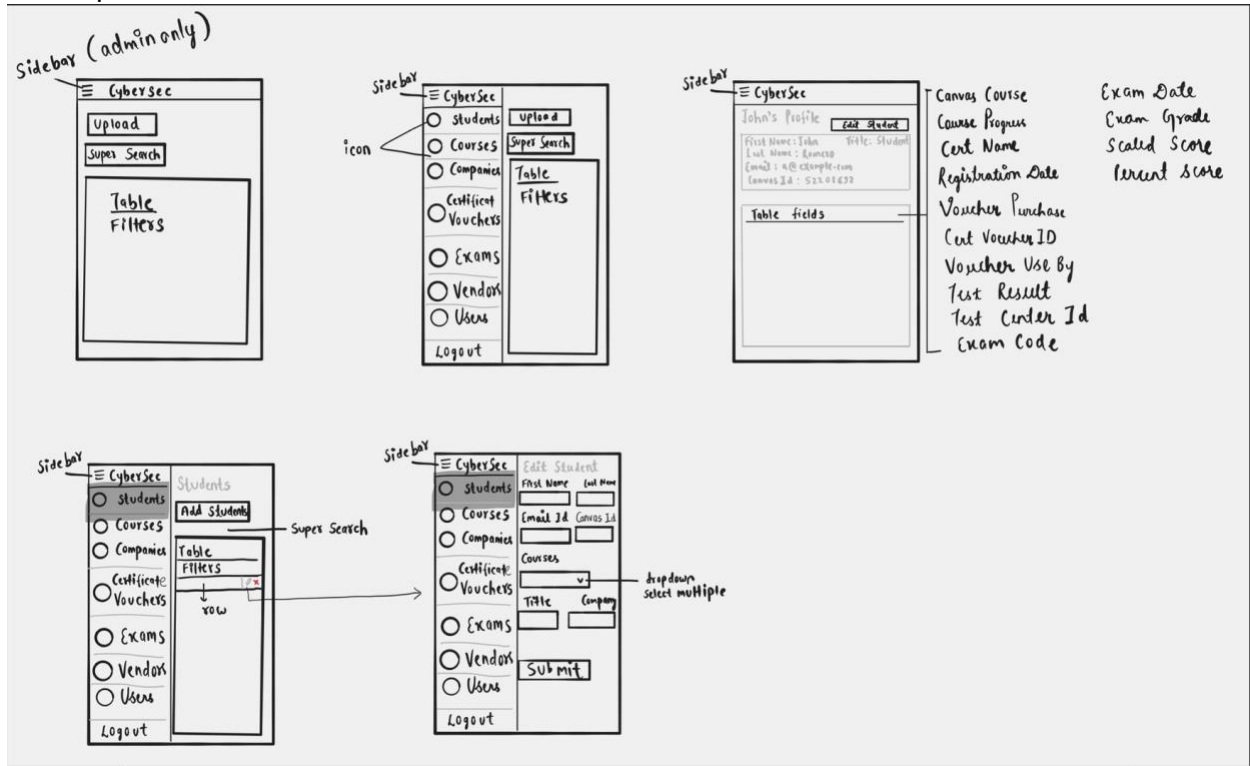 Sidebar (admin only)
CyberSec
Upload
Super Search
Table
Filters
Sidebar
CyberSec
icon
Students
Courses
Companies
Certificat
Vouchers
Exams
Vendors
Users
Logout
Upload
Super Search
Table
Filters
Sidebar
CyberSec
John's Profile
Edit Student
First Name: John Title: Student
Last Name: Romero
Email: a@example.com
Canvas Id: 52201692
Table fields
Canvas Course
Course Progress
Cert Name
Registration Date
Voucher Purchase
Cert Voucher ID
Voucher Use By
Test Result
Test Center Id
Exam Code
Exam Date
Exam Grade
Scaled Score
Percent Score
Sidebar
CyberSec
Students
Courses
Companies
Certificate
Vouchers
Exams
Vendors
Users
Logout
Students
Add Students
Super Search
Table
Filters
row
Sidebar
CyberSec
Students
Courses
Companies
Certificate
Vouchers
Exams
Vendors
Users
Logout
Edit Student
First Name Last Name
Email Id Canvas Id
Courses
dropdown
select multiple
Title Company
Submit